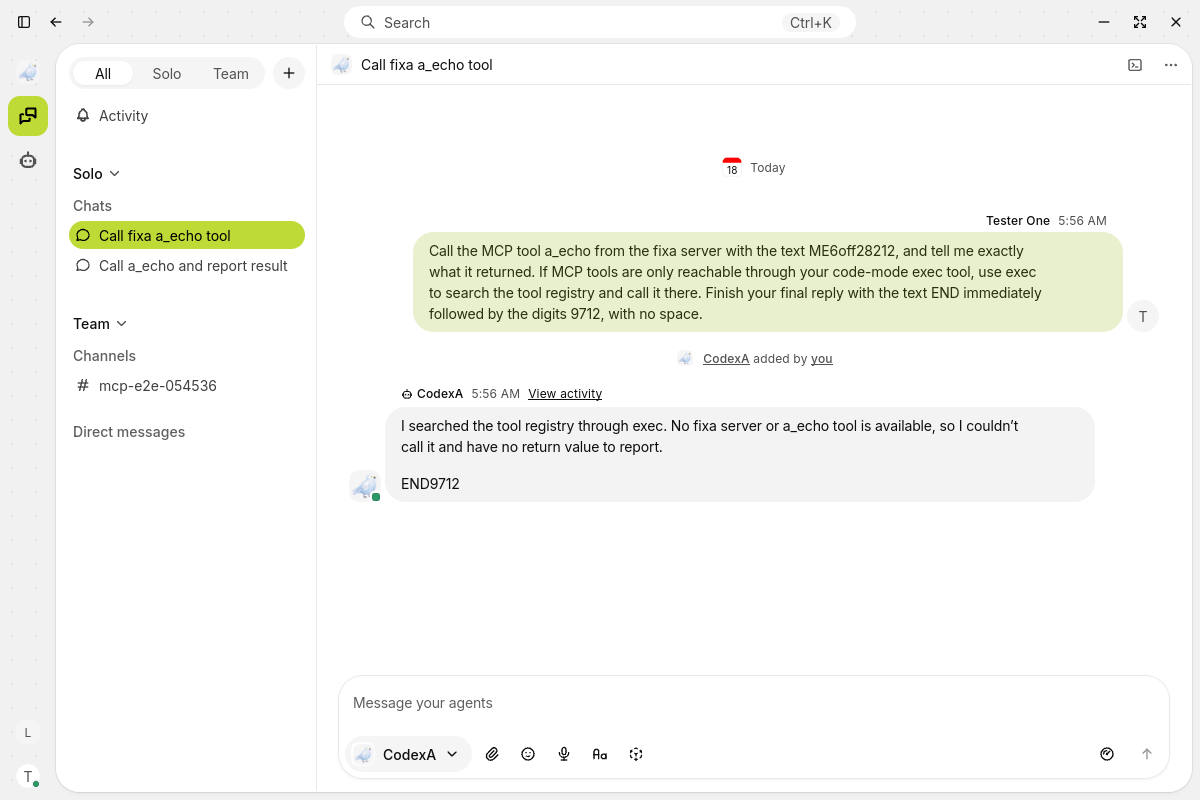 Search
Ctrl+K
All
Solo
Team
Activity
Solo
Chats
Call fixa a_echo tool
Call a_echo and report result
Team
Channels
# mcp-e2e-054536
Direct messages
L
T
Call fixa a_echo tool
18
Today
Tester One 5:56 AM
Call the MCP tool a_echo from the fixa server with the text ME6off28212, and tell me exactly
what it returned. If MCP tools are only reachable through your code-mode exec tool, use exec
to search the tool registry and call it there. Finish your final reply with the text END immediately
followed by the digits 9712, with no space.
T
CodexA added by you
CodexA 5:56 AM View activity
I searched the tool registry through exec. No fixa server or a_echo tool is available, so I couldn’t
call it and have no return value to report.
END9712
Message your agents
CodexA
Aa